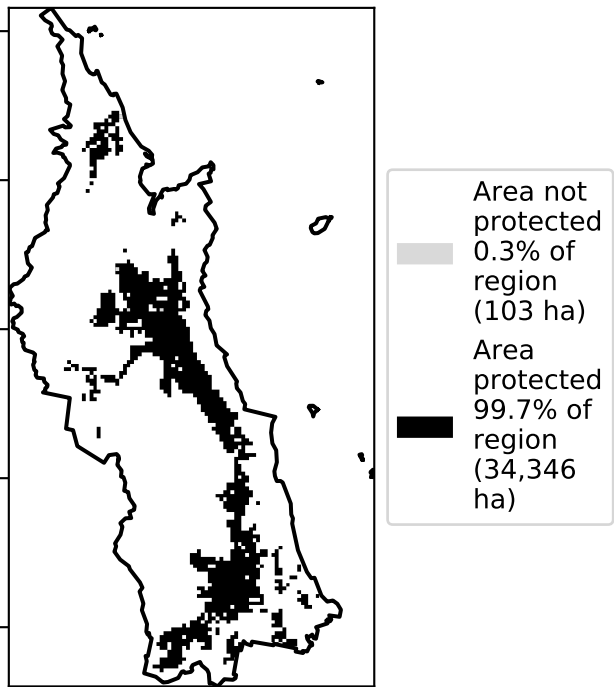 Area not
protected
0.3% of
region
(103 ha)
Area
protected
99.7% of
region
(34,346
ha)